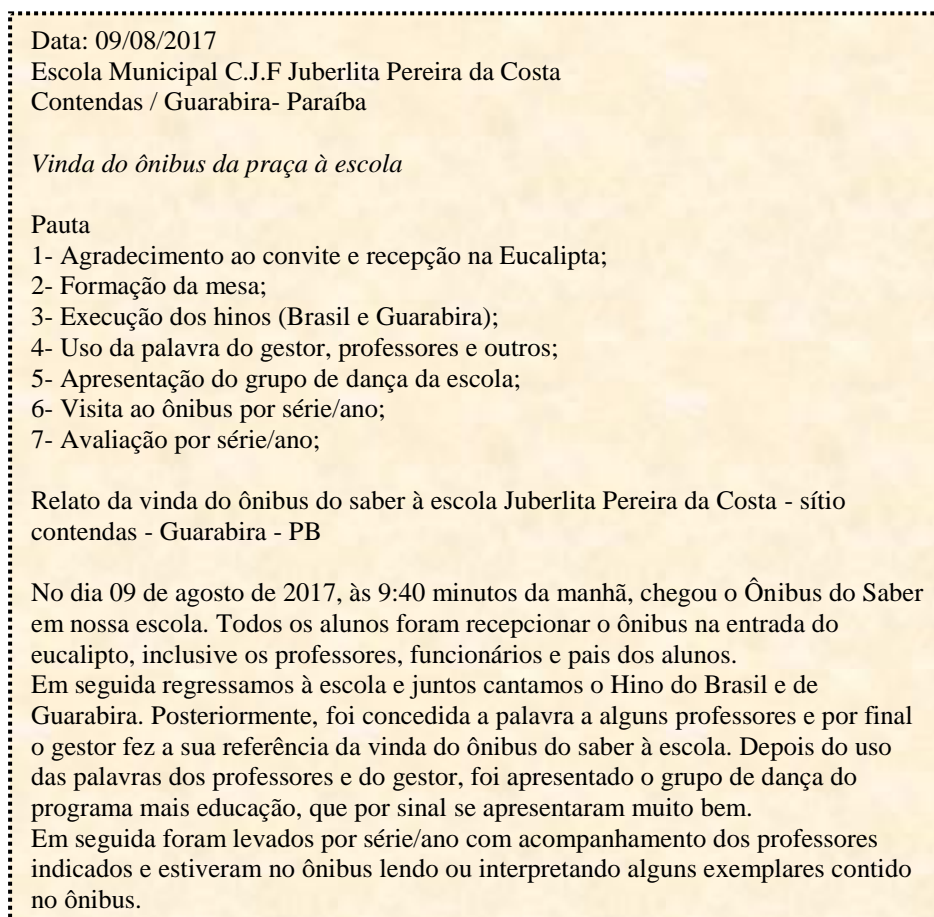 Data: 09/08/2017
Escola Municipal C.J.F Juberlita Pereira da Costa
Contendas / Guarabira- Paraíba
Vinda do ônibus da praça à escola
Pauta
1- Agradecimento ao convite e recepção na Eucalipta;
2- Formação da mesa;
3- Execução dos hinos (Brasil e Guarabira);
4- Uso da palavra do gestor, professores e outros;
5- Apresentação do grupo de dança da escola;
6- Visita ao ônibus por série/ano;
7- Avaliação por série/ano;
Relato da vinda do ônibus do saber à escola Juberlita Pereira da Costa - sítio
contendas - Guarabira - PB
No dia 09 de agosto de 2017, às 9:40 minutos da manhã, chegou o Ônibus do Saber
em nossa escola. Todos os alunos foram recepcionar o ônibus na entrada do
eucalipto, inclusive os professores, funcionários e pais dos alunos.
Em seguida regressamos à escola e juntos cantamos o Hino do Brasil e de
Guarabira. Posteriormente, foi concedida a palavra a alguns professores e por final
o gestor fez a sua referência da vinda do ônibus do saber à escola. Depois do uso
das palavras dos professores e do gestor, foi apresentado o grupo de dança do
programa mais educação, que por sinal se apresentaram muito bem.
Em seguida foram levados por série/ano com acompanhamento dos professores
indicados e estiveram no ônibus lendo ou interpretando alguns exemplares contido
no ônibus.